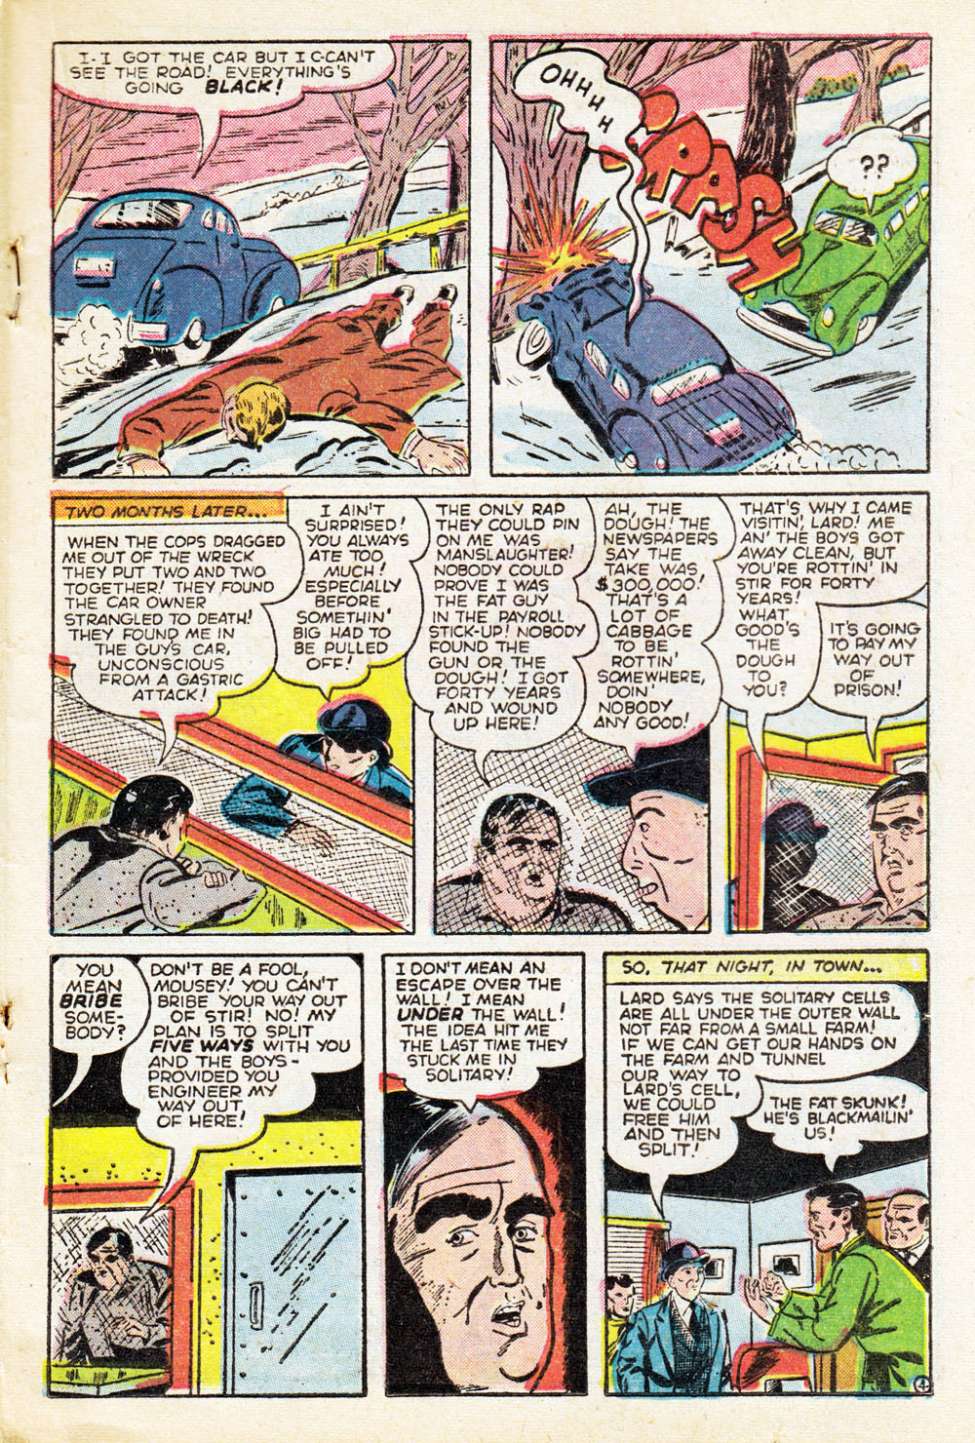 I-I GOT THE CAR BUT I C-CAN'T
SEE THE ROAD! EVERYTHING'S
GOING BLACK!
OHHH
H
CRASH
??
TWO MONTHS LATER...
WHEN THE COPS DRAGGED
ME OUT OF THE WRECK
THEY PUT TWO AND TWO
TOGETHER! THEY FOUND
THE CAR OWNER
STRANGLED TO DEATH!
THEY FOUND ME IN
THE GUY'S CAR,
UNCONSCIOUS
FROM A GASTRIC
ATTACK!
I AIN'T
SURPRISED!
YOU ALWAYS
ATE TOO
MUCH!
ESPECIALLY
BEFORE
SOMETHIN'
BIG HAD TO
BE PULLED
OFF!
THE ONLY RAP
THEY COULD PIN
ON ME WAS
MANSLAUGHTER!
NOBODY COULD
PROVE I WAS
THE FAT GUY
IN THE PAYROLL
STICK-UP! NOBODY
FOUND THE
GUN OR THE
DOUGH! I GOT
FORTY YEARS
AND WOUND
UP HERE!
AH, THE
DOUGH! THE
NEWSPAPERS
SAY THE
TAKE WAS
$300,000!
THAT'S A
LOT OF
CABBAGE
TO BE
ROTTIN'
SOMEWHERE,
DOIN'
NOBODY
ANY GOOD!
THAT'S WHY I CAME
VISITIN', LARD! ME
AN' THE BOYS GOT
AWAY CLEAN, BUT
YOU'RE ROTTIN' IN
STIR FOR FORTY
YEARS!
WHAT
GOOD'S
THE
DOUGH
TO
YOU?
IT'S GOING
TO PAY MY
WAY OUT
OF
PRISON!
YOU
MEAN
BRIBE
SOME-
BODY?
DON'T BE A FOOL,
MOUSEY! YOU CAN'T
BRIBE YOUR WAY OUT
OF STIR! NO! MY
PLAN IS TO SPLIT
FIVE WAYS WITH YOU
AND THE BOYS-
PROVIDED YOU
ENGINEER MY
WAY OUT
OF HERE!
I DON'T MEAN AN
ESCAPE OVER THE
WALL! I MEAN
UNDER THE WALL!
THE IDEA HIT ME
THE LAST TIME THEY
STUCK ME IN
SOLITARY!
SO, THAT NIGHT, IN TOWN...
LARD SAYS THE SOLITARY CELLS
ARE ALL UNDER THE OUTER WALL
NOT FAR FROM A SMALL FARM!
IF WE CAN GET OUR HANDS ON
THE FARM AND TUNNEL
OUR WAY TO
LARD'S CELL,
WE COULD
FREE HIM
AND THEN
SPLIT!
THE FAT SKUNK!
HE'S BLACKMAILIN'
US!
4